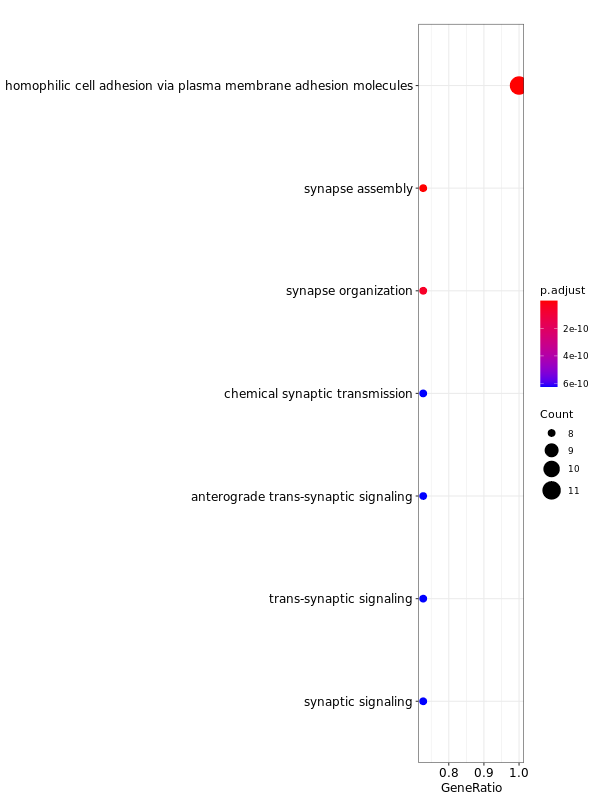 homophilic cell adhesion via plasma membrane adhesion molecules
synapse assembly
synapse organization
chemical synaptic transmission
anterograde trans-synaptic signaling
trans-synaptic signaling
synaptic signaling
0.8 0.9 1.0
GeneRatio
p.adjust
2e-10
4e-10
6e-10
Count
8
9
10
11